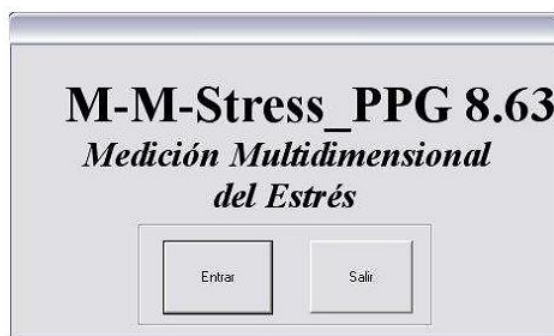 M-M-Stress_PPG 8.63
Medición Multidimensional
del Estrés
Entrar
Salir